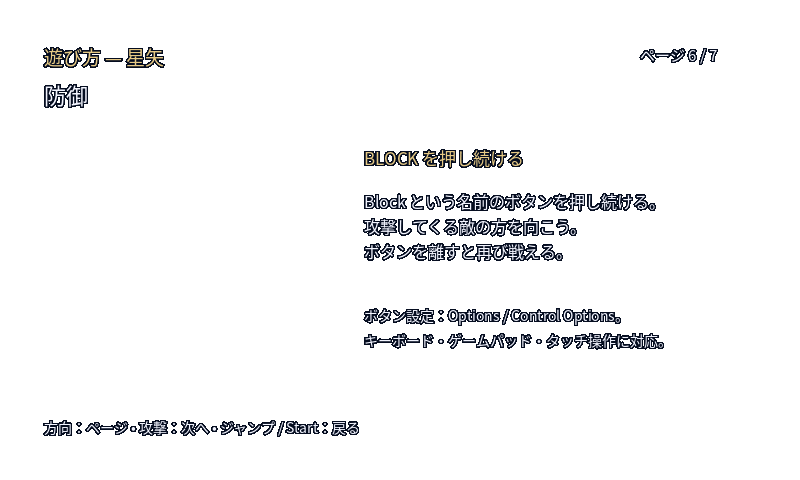 遊び方 — 星矢
ページ 6 / 7
防御
BLOCK を押し続ける
Block という名前のボタンを押し続ける。
攻撃してくる敵の方を向こう。
ボタンを離すと再び戦える。
ボタン設定：Options / Control Options。
キーボード・ゲームパッド・タッチ操作に対応。
方向：ページ・攻撃：次へ・ジャンプ / Start：戻る